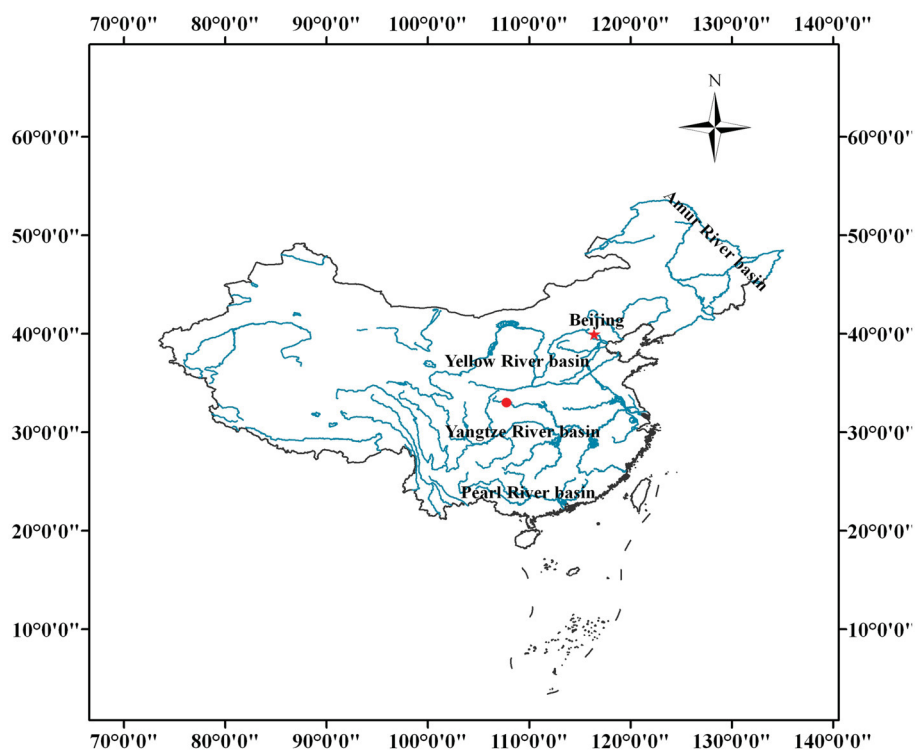 70°0'0" 80°0'0" 90°0'0" 100°0'0" 110°0'0" 120°0'0" 130°0'0" 140°0'0"
N
60°0'0" 60°0'0"
50°0'0" 50°0'0"
Amur River basin
40°0'0" 40°0'0"
Beijing
Yellow River basin
30°0'0" 30°0'0"
Yangtze River basin
Pearl River basin
20°0'0" 20°0'0"
10°0'0" 10°0'0"
70°0'0" 80°0'0" 90°0'0" 100°0'0" 110°0'0" 120°0'0" 130°0'0" 140°0'0"